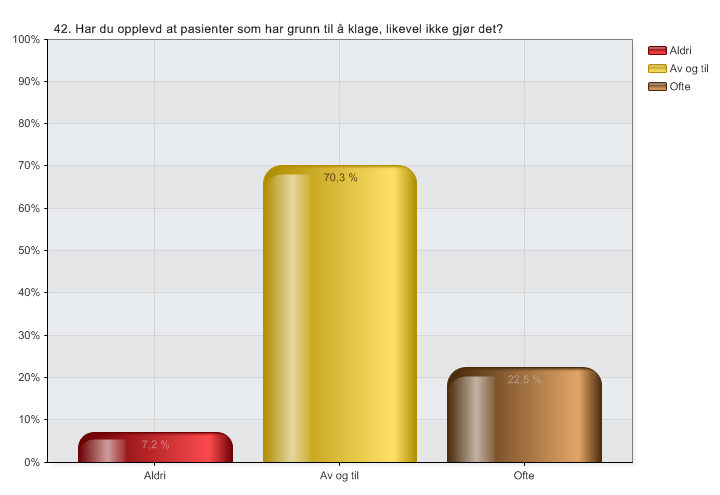 42. Har du opplevd at pasienter som har grunn til å klage, likevel ikke gjør det?
100%
90%
80%
70%
60%
50%
40%
30%
20%
10%
0%
7,2 %
70,3 %
22,5 %
Aldri
Av og til
Ofte
Aldri
Av og til
Ofte